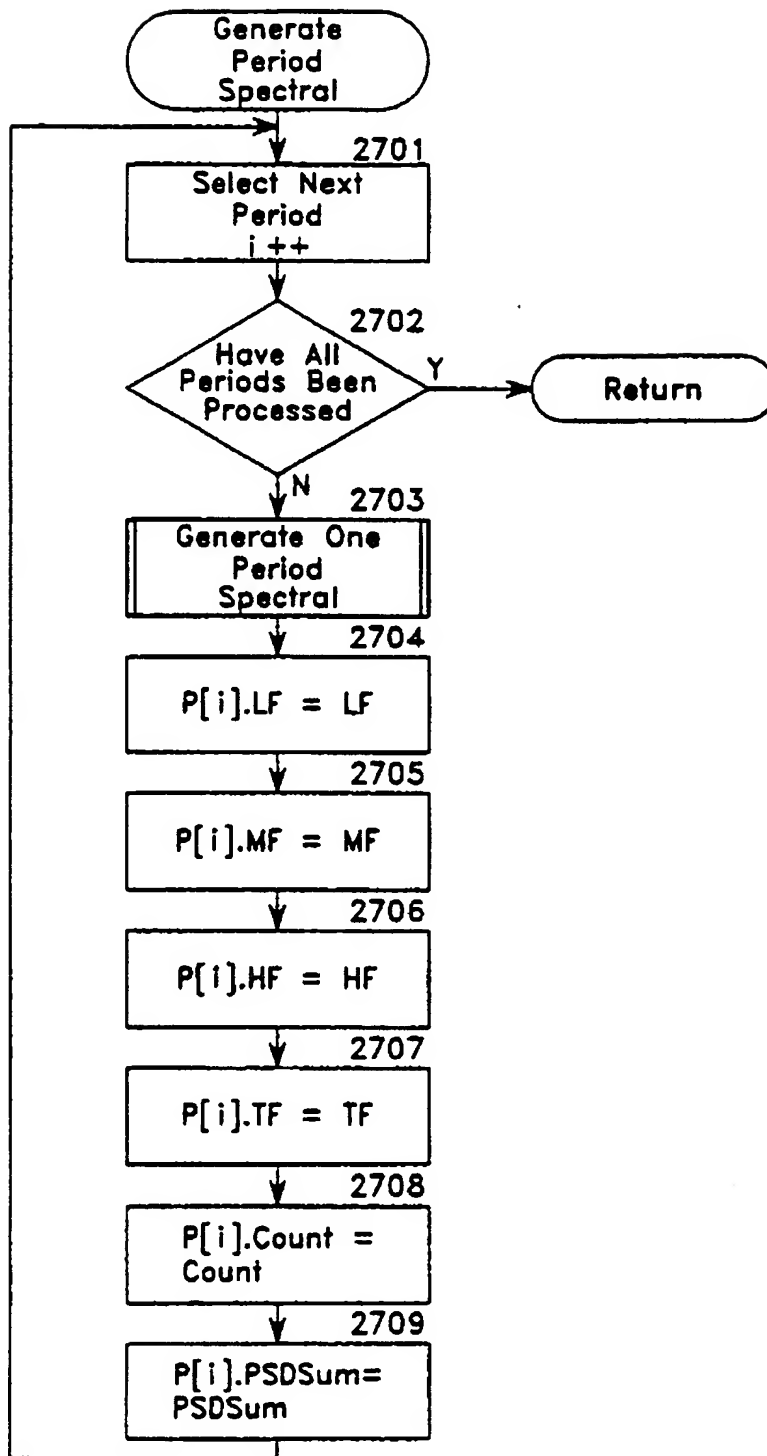 Generate
Period
Spectral
2701
Select Next
Period
i ++
2702
Have All
Periods Been
Processed
Y
Return
N
2703
Generate One
Period
Spectral
2704
P[i].LF = LF
2705
P[i].MF = MF
2706
P[i].HF = HF
2707
P[i].TF = TF
2708
P[i].Count =
Count
2709
P[i].PSDSum=
PSDSum